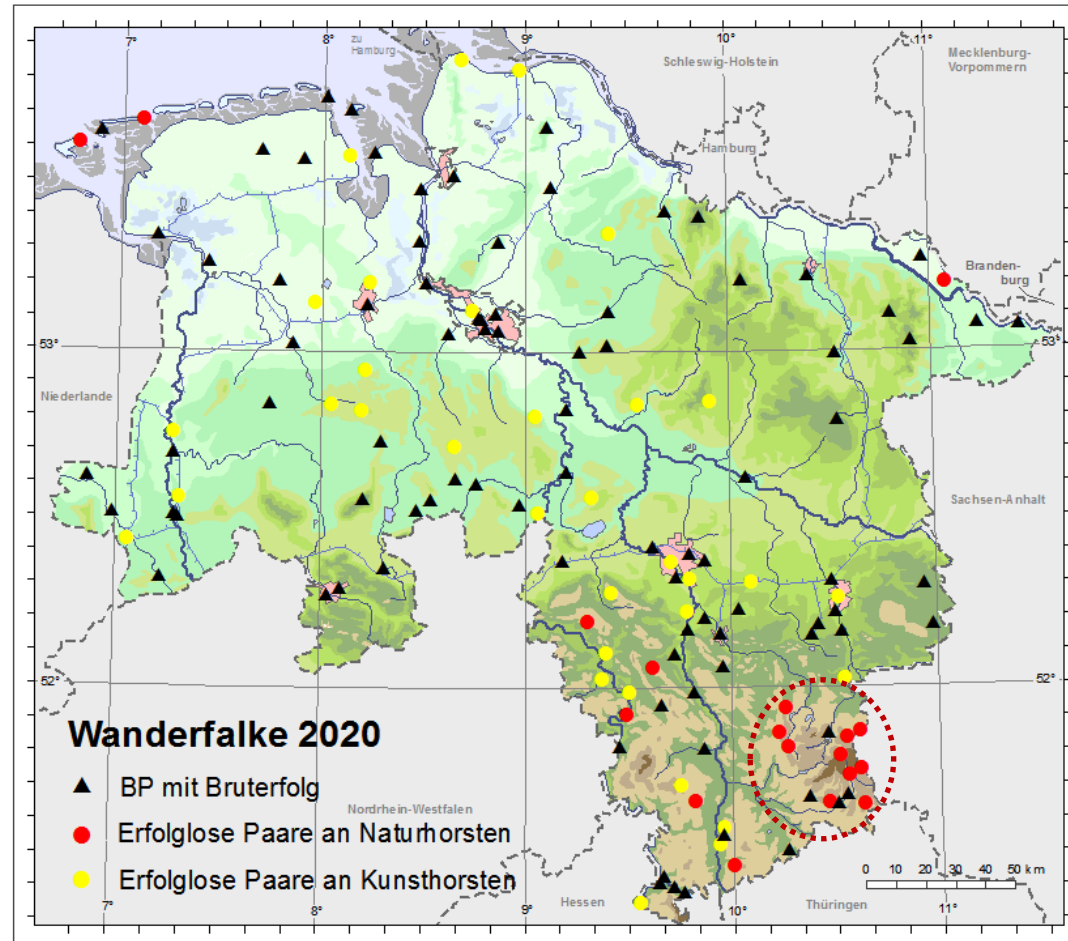 7°
8°
zu
Hamburg
9°
10°
11°
Schleswig-Holstein
Mecklenburg-
Vorpommern
Hamburg
Branden-
burg
53°
53°
Niederlande
Sachsen-Anhalt
52°
52°
Wanderfalke 2020
BP mit Bruterfolg
Nordrhein-Westfalen
Erfolglose Paare an Naturhorsten
Erfolglose Paare an Kunsthorsten
0 10 20 30 40 50 km
Hessen
Thüringen
7°
8°
9°
10°
11°